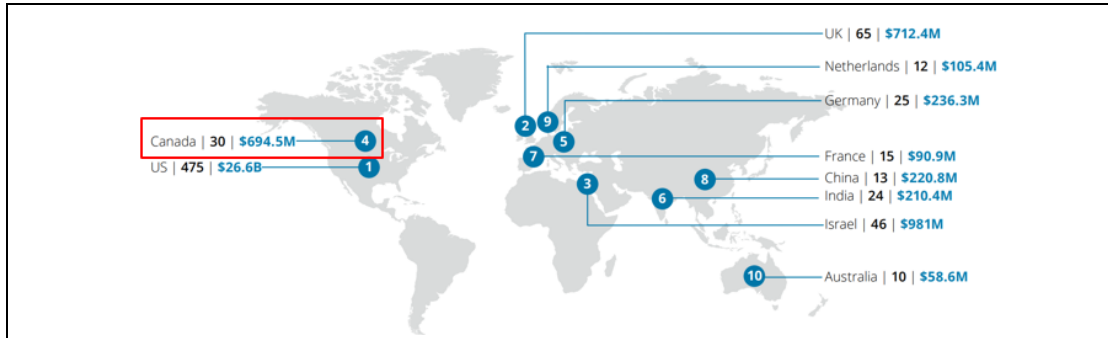 UK | 65 | $712.4M
Netherlands | 12 | $105.4M
Germany | 25 | $236.3M
Canada | 30 | $694.5M
US | 475 | $26.6B
France | 15 | $90.9M
China | 13 | $220.8M
India | 24 | $210.4M
Israel | 46 | $981M
Australia | 10 | $58.6M
2
9
4
5
1
7
3
8
6
10